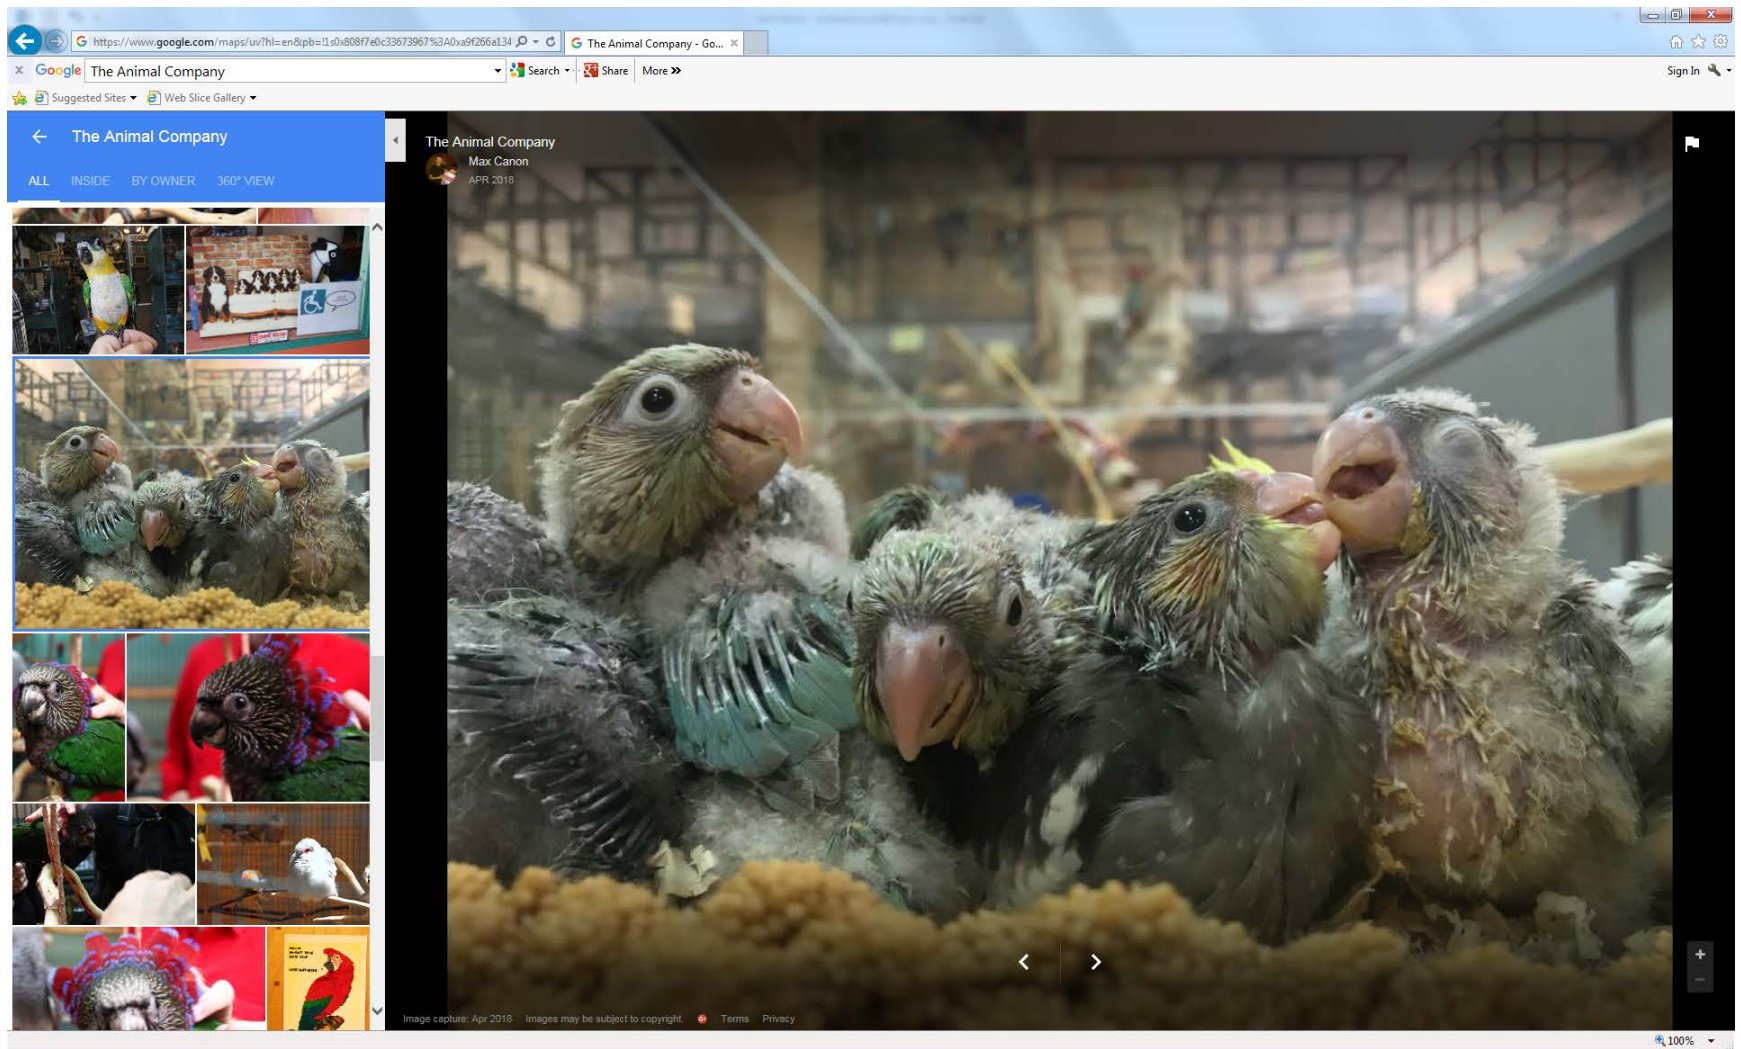 https://www.google.com/maps/uv?hl=en&pb=!1s0x808f7e0c33673967%3A0xa9f266a134
The Animal Company - Go...
Google The Animal Company Search Share More »
Sign In
Suggested Sites Web Slice Gallery
The Animal Company
ALL INSIDE BY OWNER 360° VIEW
The Animal Company
Max Canon
APR 2018
Image capture: Apr 2018 Images may be subject to copyright. Terms Privacy
100%